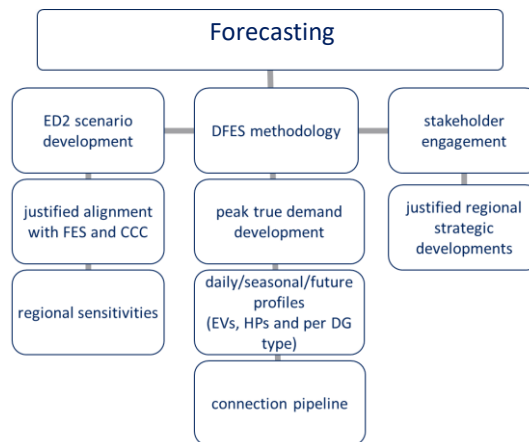 Forecasting
ED2 scenario
development
DFES methodology
stakeholder
engagement
justified alignment
with FES and CCC
peak true demand
development
justified regional
strategic
developments
regional sensitivities
daily/seasonal/future
profiles
(EVs, HPs and per DG
type)
connection pipeline